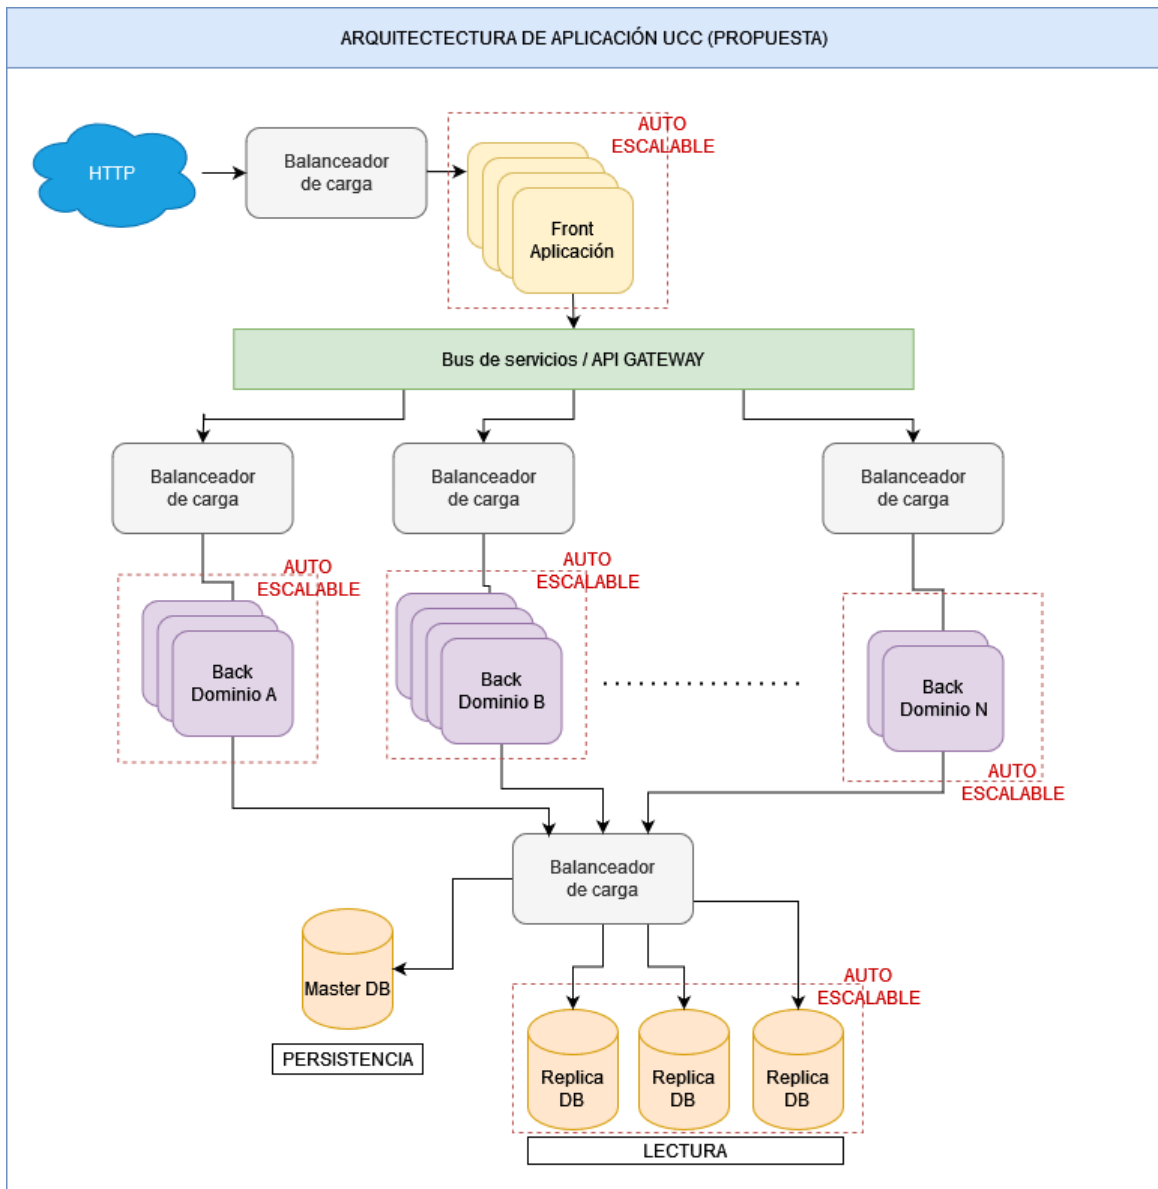 ARQUITECTECTURA DE APLICACIÓN UCC (PROPUESTA)
HTTP
Balanceador
de carga
AUTO
ESCALABLE
Front
Aplicación
Bus de servicios / API GATEWAY
Balanceador
de carga
Balanceador
de carga
Balanceador
de carga
AUTO
ESCALABLE
Back
Dominio A
AUTO
ESCALABLE
Back
Dominio B
Back
Dominio N
AUTO
ESCALABLE
Balanceador
de carga
Master DB
PERSISTENCIA
AUTO
ESCALABLE
Replica
DB
Replica
DB
Replica
DB
LECTURA